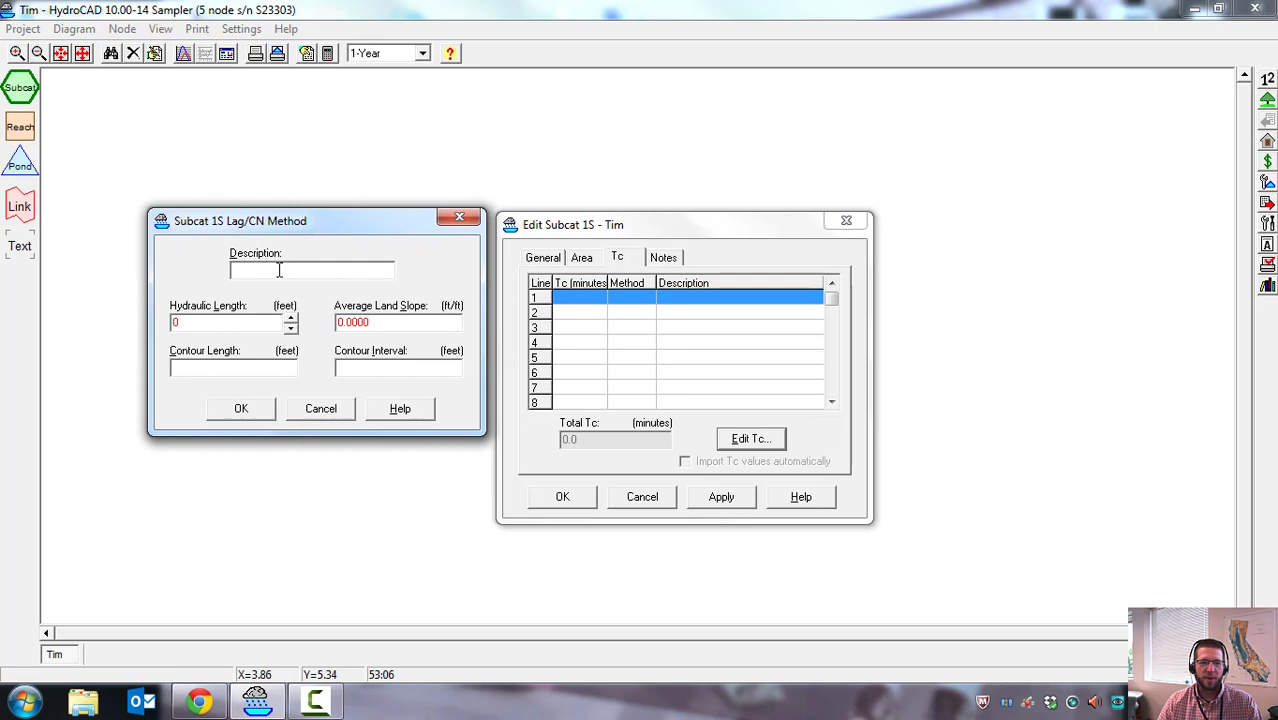 Tim - HydroCAD 10.00-14 Sampler (5 node s/n S23303)
Project Diagram Node View Print Settings Help
1-Year
Subcat
Reach
Pond
Link
Text
Subcat 1S Lag/CN Method
Description:
Hydraulic Length: (feet) Average Land Slope: (ft/ft)
0 0.0000
Contour Length: (feet) Contour Interval: (feet)
OK Cancel Help
Edit Subcat 1S - Tim
General Area Tc Notes
Line Tc (minutes Method Description
1
2
3
4
5
6
7
8
Total Tc: (minutes)
0.0
Edit Tc...
Import Tc values automatically
OK Cancel Apply Help
Tim
X=3.86 Y=5.34 53:06